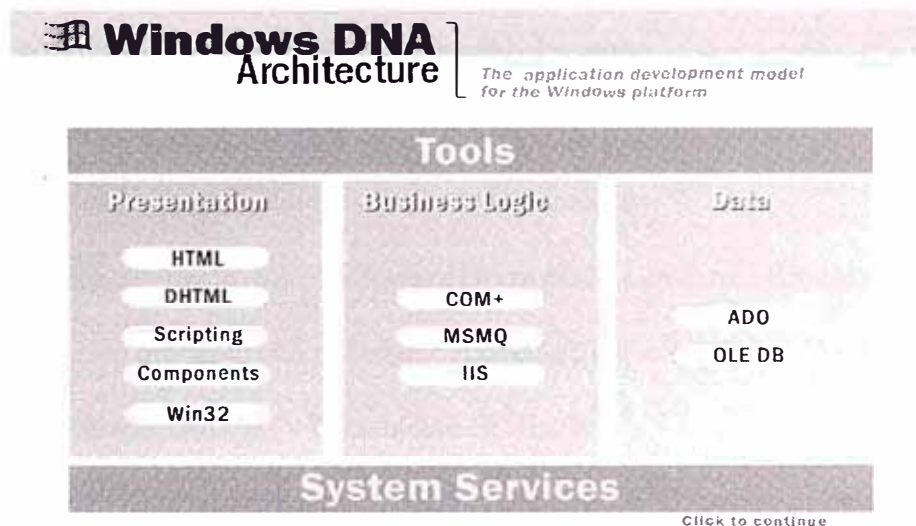 Windows DNA
Architecture
The application development model
for the Windows platform
Tools
Presentation
HTML
DHTML
Scripting
Components
Win32
Business Logic
COM+
MSMQ
IIS
Data
ADO
OLE DB
System Services
Click to continue